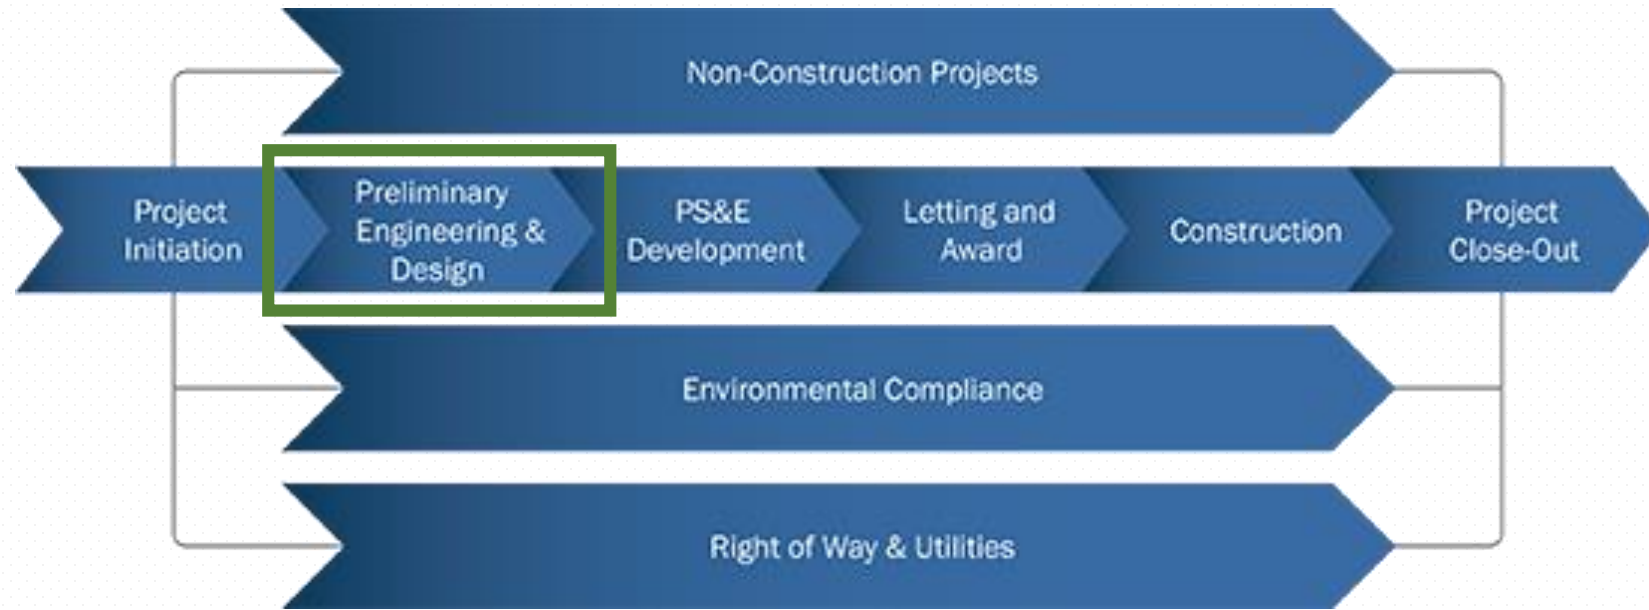 Non-Construction Projects
Project
Initiation
Preliminary
Engineering &
Design
PS&E
Development
Letting and
Award
Construction
Project
Close-Out
Environmental Compliance
Right of Way & Utilities